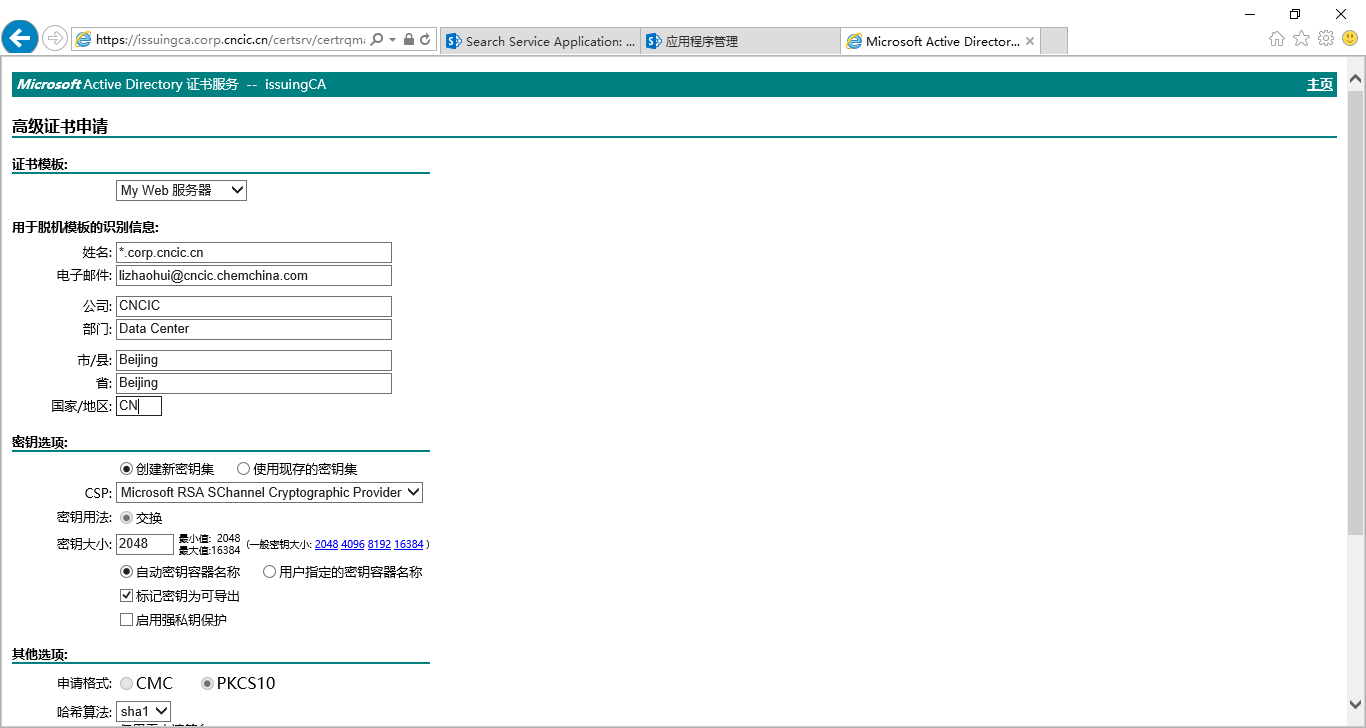 https://issuingca.corp.cncic.cn/certsrv/certrqma
Search Service Application: ...
应用程序管理
Microsoft Active Director...
Microsoft Active Directory 证书服务 -- issuingCA
主页
高级证书申请
证书模板:
My Web 服务器
用于脱机模板的识别信息:
姓名: *.corp.cncic.cn
电子邮件: lizhaohui@cncic.chemchina.com
公司: CNCIC
部门: Data Center
市/县: Beijing
省: Beijing
国家/地区: CN
密钥选项:
创建新密钥集 使用现存的密钥集
CSP: Microsoft RSA SChannel Cryptographic Provider
密钥用法: 交换
密钥大小: 2048 最小值: 2048 (一般密钥大小: 2048 4096 8192 16384 )
最大值:16384
自动密钥容器名称 用户指定的密钥容器名称
标记密钥为可导出
启用强私钥保护
其他选项:
申请格式: CMC PKCS10
哈希算法: sha1